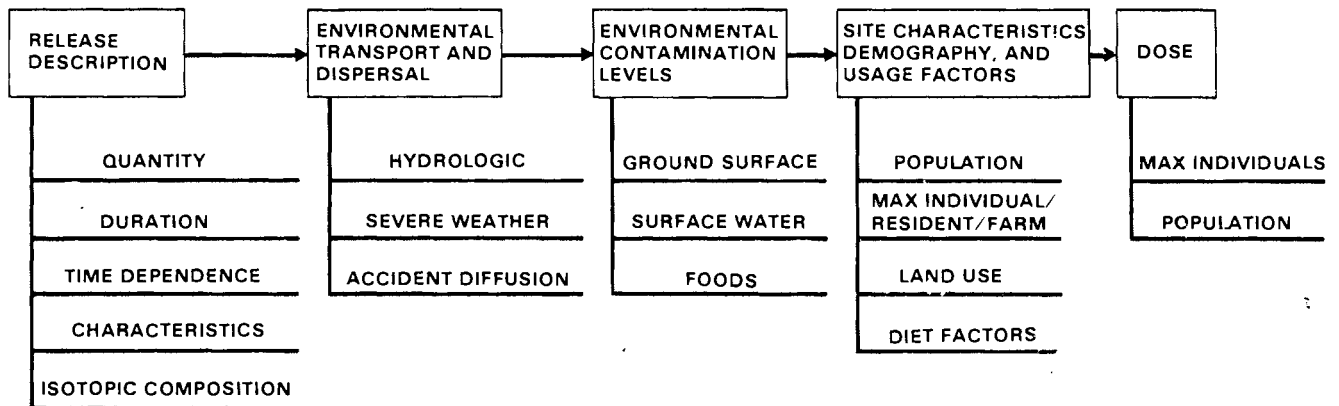 RELEASE
DESCRIPTION
ENVIRONMENTAL
TRANSPORT AND
DISPERSAL
ENVIRONMENTAL
CONTAMINATION
LEVELS
SITE CHARACTERISTICS
DEMOGRAPHY, AND
USAGE FACTORS
DOSE
QUANTITY
DURATION
TIME DEPENDENCE
CHARACTERISTICS
ISOTOPIC COMPOSITION
HYDROLOGIC
SEVERE WEATHER
ACCIDENT DIFFUSION
GROUND SURFACE
SURFACE WATER
FOODS
POPULATION
MAX INDIVIDUAL/
RESIDENT/FARM
LAND USE
DIET FACTORS
MAX INDIVIDUALS
POPULATION